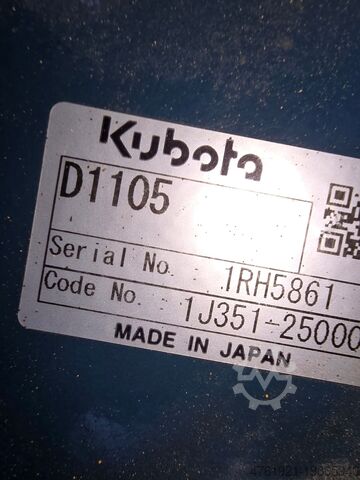 Kubota
D1105
Serial No. 1RH5861
Code No. 1J351-25000
MADE IN JAPAN